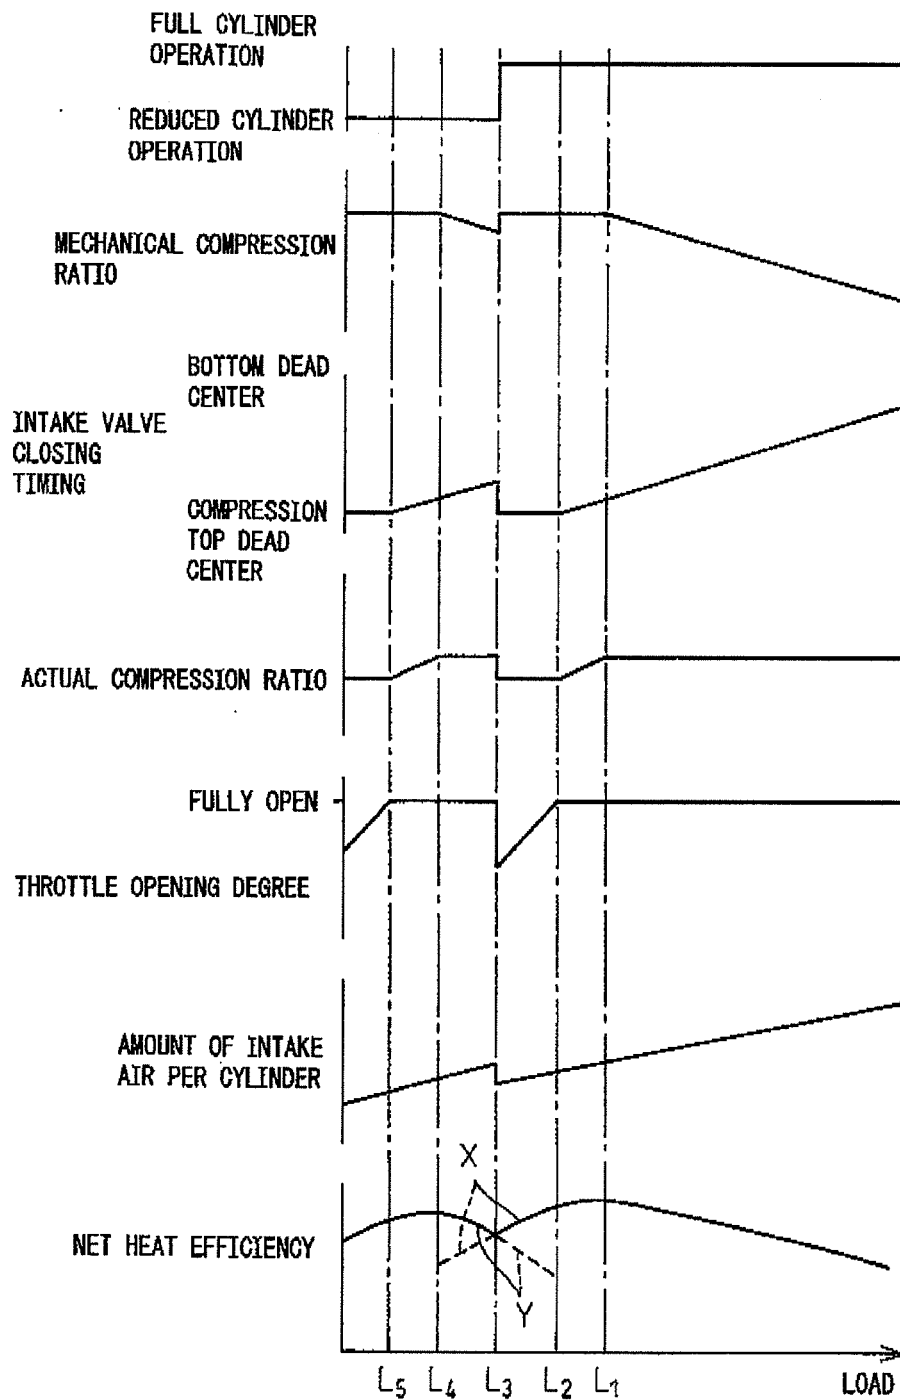 FULL CYLINDER
OPERATION
REDUCED CYLINDER
OPERATION
MECHANICAL COMPRESSION
RATIO
BOTTOM DEAD
CENTER
INTAKE VALVE
CLOSING
TIMING
COMPRESSION
TOP DEAD
CENTER
ACTUAL COMPRESSION RATIO
FULLY OPEN
THROTTLE OPENING DEGREE
AMOUNT OF INTAKE
AIR PER CYLINDER
X
NET HEAT EFFICIENCY
Y
L5 L4 L3 L2 L1 LOAD